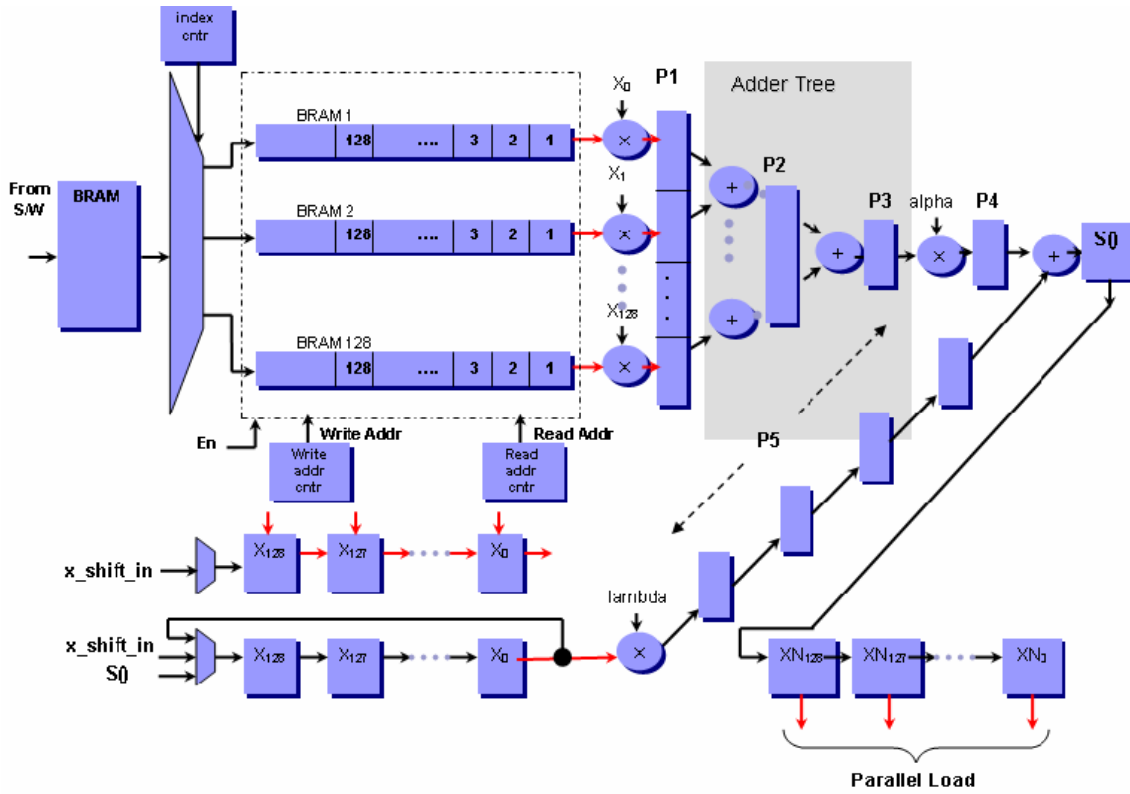 index
cntr
From
S/W
BRAM
BRAM 1
128 .... 3 2 1
BRAM 2
128 .... 3 2 1
BRAM 128
128 .... 3 2 1
X0
×
X1
×
X128
×
P1
Adder Tree
+
P2
+
+
P3
alpha
×
P4
+
S()
En
Write Addr
Read Addr
Write
addr
cntr
Read
addr
cntr
P5
x_shift_in
X128
X127
X0
x_shift_in
S()
X128
X127
X0
lambda
×
XN128
XN127
XN0
Parallel Load